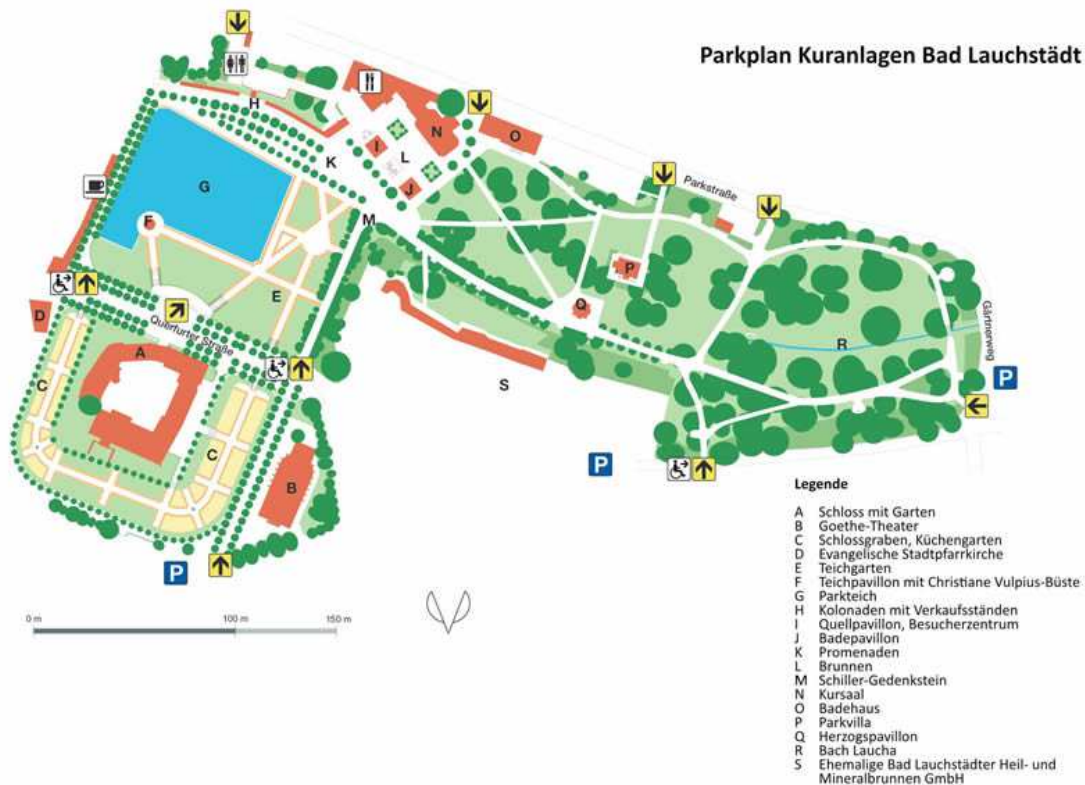 Parkplan Kuranlagen Bad Lauchstädt
H
N
O
I
L
K
J
Parkstraße
G
M
F
P
E
Q
Gärtnerweg
D
Querfurter Straße
A
R
C
S
P
C
P
B
P
0 m
100 m
150 m
Legende
A Schloss mit Garten
B Goethe-Theater
C Schlossgraben, Küchengarten
D Evangelische Stadtpfarrkirche
E Teichgarten
F Teichpavillon mit Christiane Vulpius-Büste
G Parkteich
H Kolonaden mit Verkaufsständen
I Quellpavillon, Besucherzentrum
J Badepavillon
K Promenaden
L Brunnen
M Schiller-Gedenkstein
N Kursaal
O Badehaus
P Parkvilla
Q Herzogspavillon
R Bach Laucha
S Ehemalige Bad Lauchstädter Heil- und
Mineralbrunnen GmbH